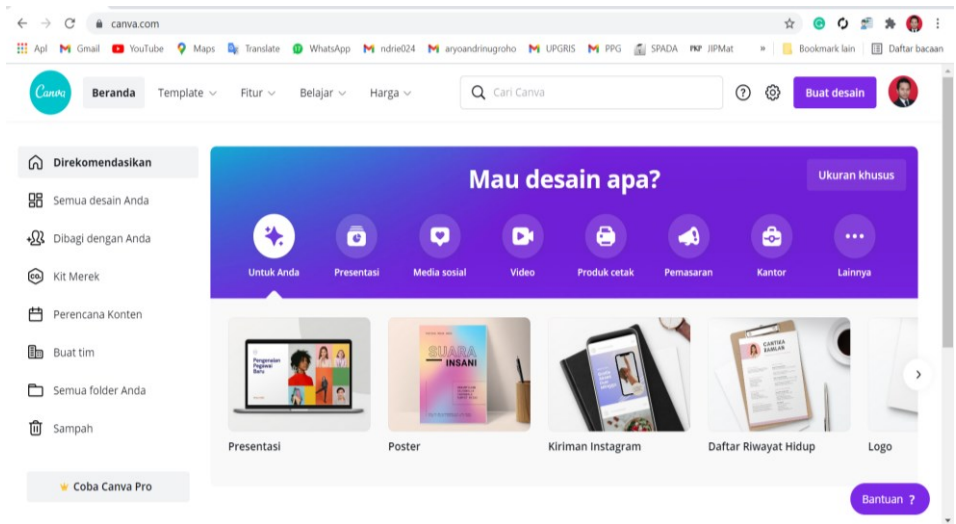 canva.com
Apl Gmail YouTube Maps Translate WhatsApp ndrie024 aryoandrinugroho UPGRIS PPG SPADA PKP JIPMat » Bookmark lain Daftar bacaan
Canva Beranda Template Fitur Belajar Harga Cari Canva Buat desain
Direkomendasikan
Semua desain Anda
Dibagi dengan Anda
Kit Merek
Perencana Konten
Buat tim
Semua folder Anda
Sampah
Coba Canva Pro
Mau desain apa?
Ukuran khusus
Untuk Anda Presentasi Media sosial Video Produk cetak Pemasaran Kantor Lainnya
Pengenalan
Pegawai
Baru
SUARA
INSANI
CANTIKA
SAMLAN
Presentasi Poster Kiriman Instagram Daftar Riwayat Hidup Logo
Bantuan ?